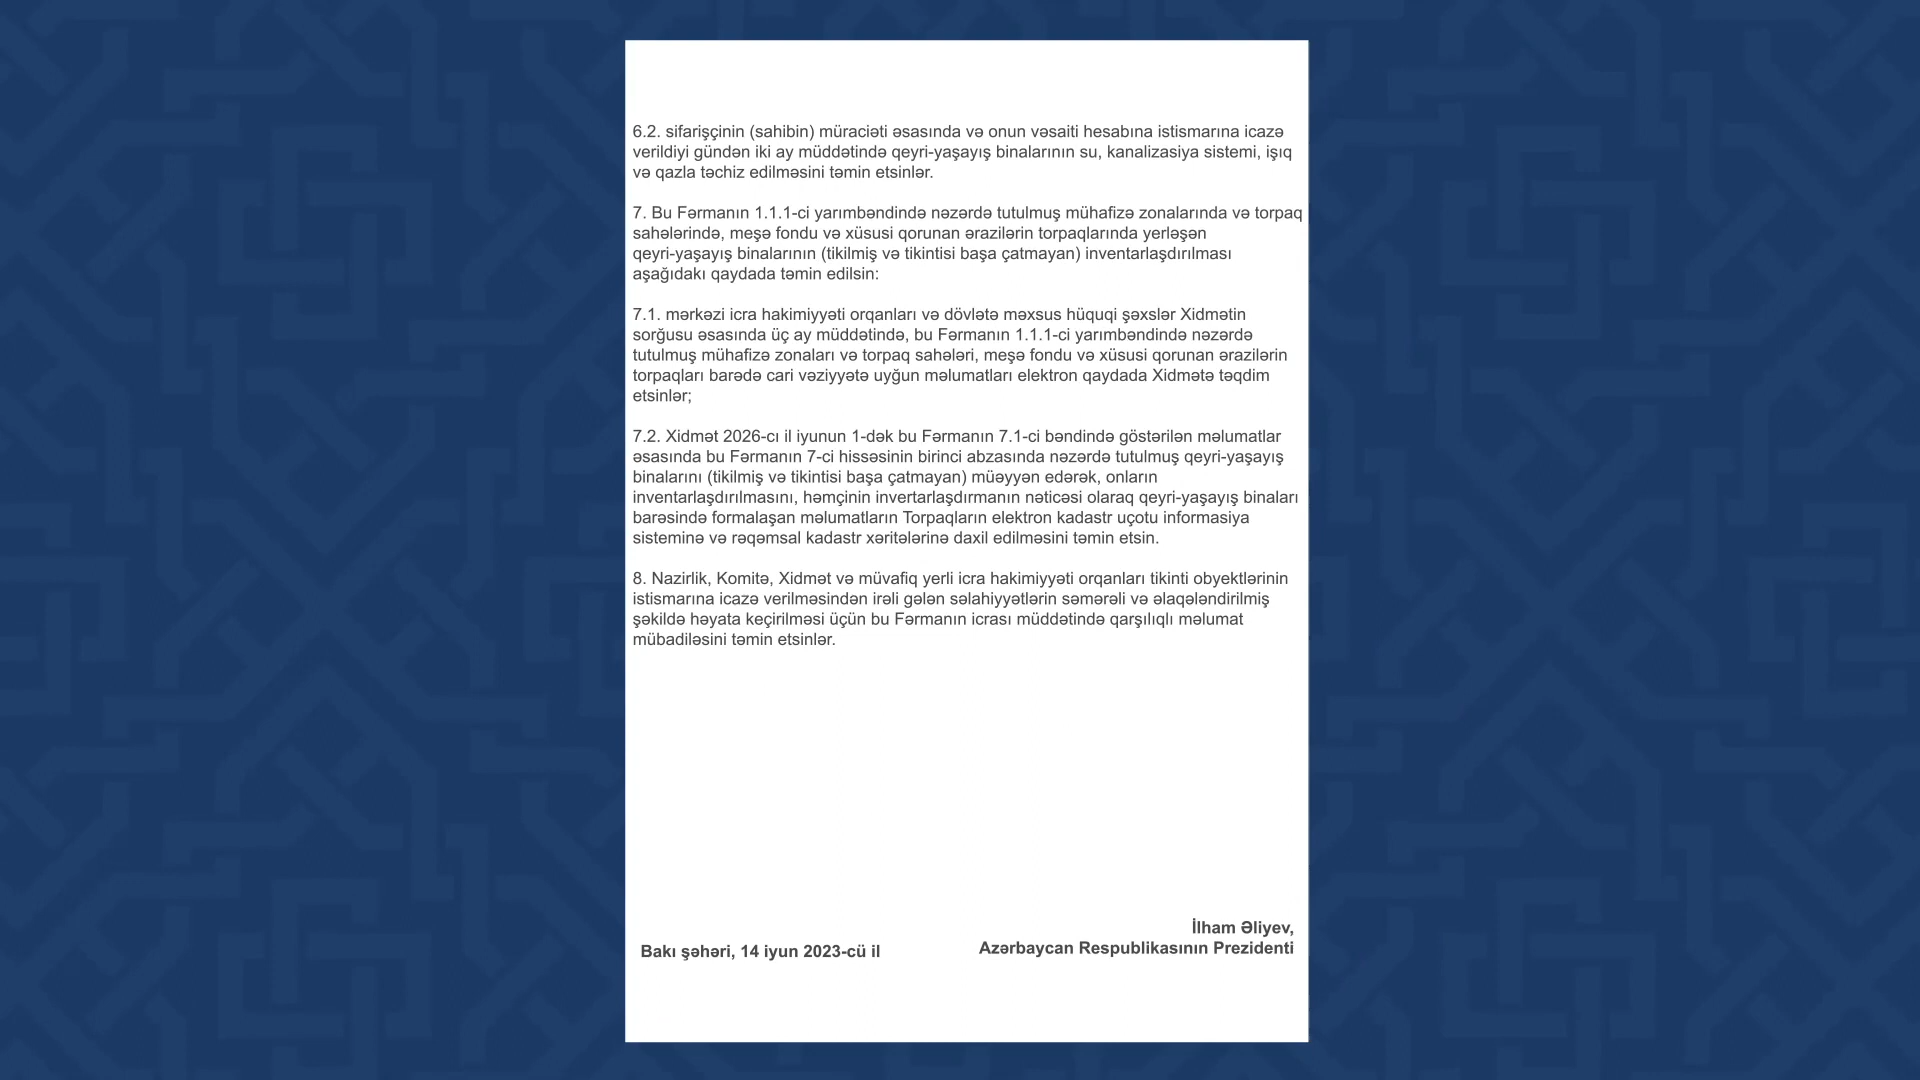 6.2. sifarişçinin (sahibin) müraciəti əsasında və onun vəsaiti hesabına istismarına icazə
verildiyi gündən iki ay müddətində qeyri-yaşayış binalarının su, kanalizasiya sistemi, işıq
və qazla təchiz edilməsini təmin etsinlər.
7. Bu Fərmanın 1.1.1-ci yarımbəndində nəzərdə tutulmuş mühafizə zonalarında və torpaq
sahələrində, meşə fondu və xüsusi qorunan ərazilərin torpaqlarında yerləşən
qeyri-yaşayış binalarının (tikilmiş və tikintisi başa çatmayan) inventarlaşdırılması
aşağıdakı qaydada təmin edilsin:
7.1. mərkəzi icra hakimiyyəti orqanları və dövlətə məxsus hüquqi şəxslər Xidmətin
sorğusu əsasında üç ay müddətində, bu Fərmanın 1.1.1-ci yarımbəndində nəzərdə
tutulmuş mühafizə zonaları və torpaq sahələri, meşə fondu və xüsusi qorunan ərazilərin
torpaqları barədə cari vəziyyətə uyğun məlumatları elektron qaydada Xidmətə təqdim
etsinlər;
7.2. Xidmət 2026-cı il iyunun 1-dək bu Fərmanın 7.1-ci bəndində göstərilən məlumatlar
əsasında bu Fərmanın 7-ci hissəsinin birinci abzasında nəzərdə tutulmuş qeyri-yaşayış
binalarını (tikilmiş və tikintisi başa çatmayan) müəyyən edərək, onların
inventarlaşdırılmasını, həmçinin invertarlaşdırmanın nəticəsi olaraq qeyri-yaşayış binaları
barəsində formalaşan məlumatların Torpaqların elektron kadastr uçotu informasiya
sisteminə və rəqəmsal kadastr xəritələrinə daxil edilməsini təmin etsin.
8. Nazirlik, Komitə, Xidmət və müvafiq yerli icra hakimiyyəti orqanları tikinti obyektlərinin
istismarına icazə verilməsindən irəli gələn səlahiyyətlərin səmərəli və əlaqələndirilmiş
şəkildə həyata keçirilməsi üçün bu Fərmanın icrası müddətində qarşılıqlı məlumat
mübadiləsini təmin etsinlər.
İlham Əliyev,
Azərbaycan Respublikasının Prezidenti
Bakı şəhəri, 14 iyun 2023-cü il